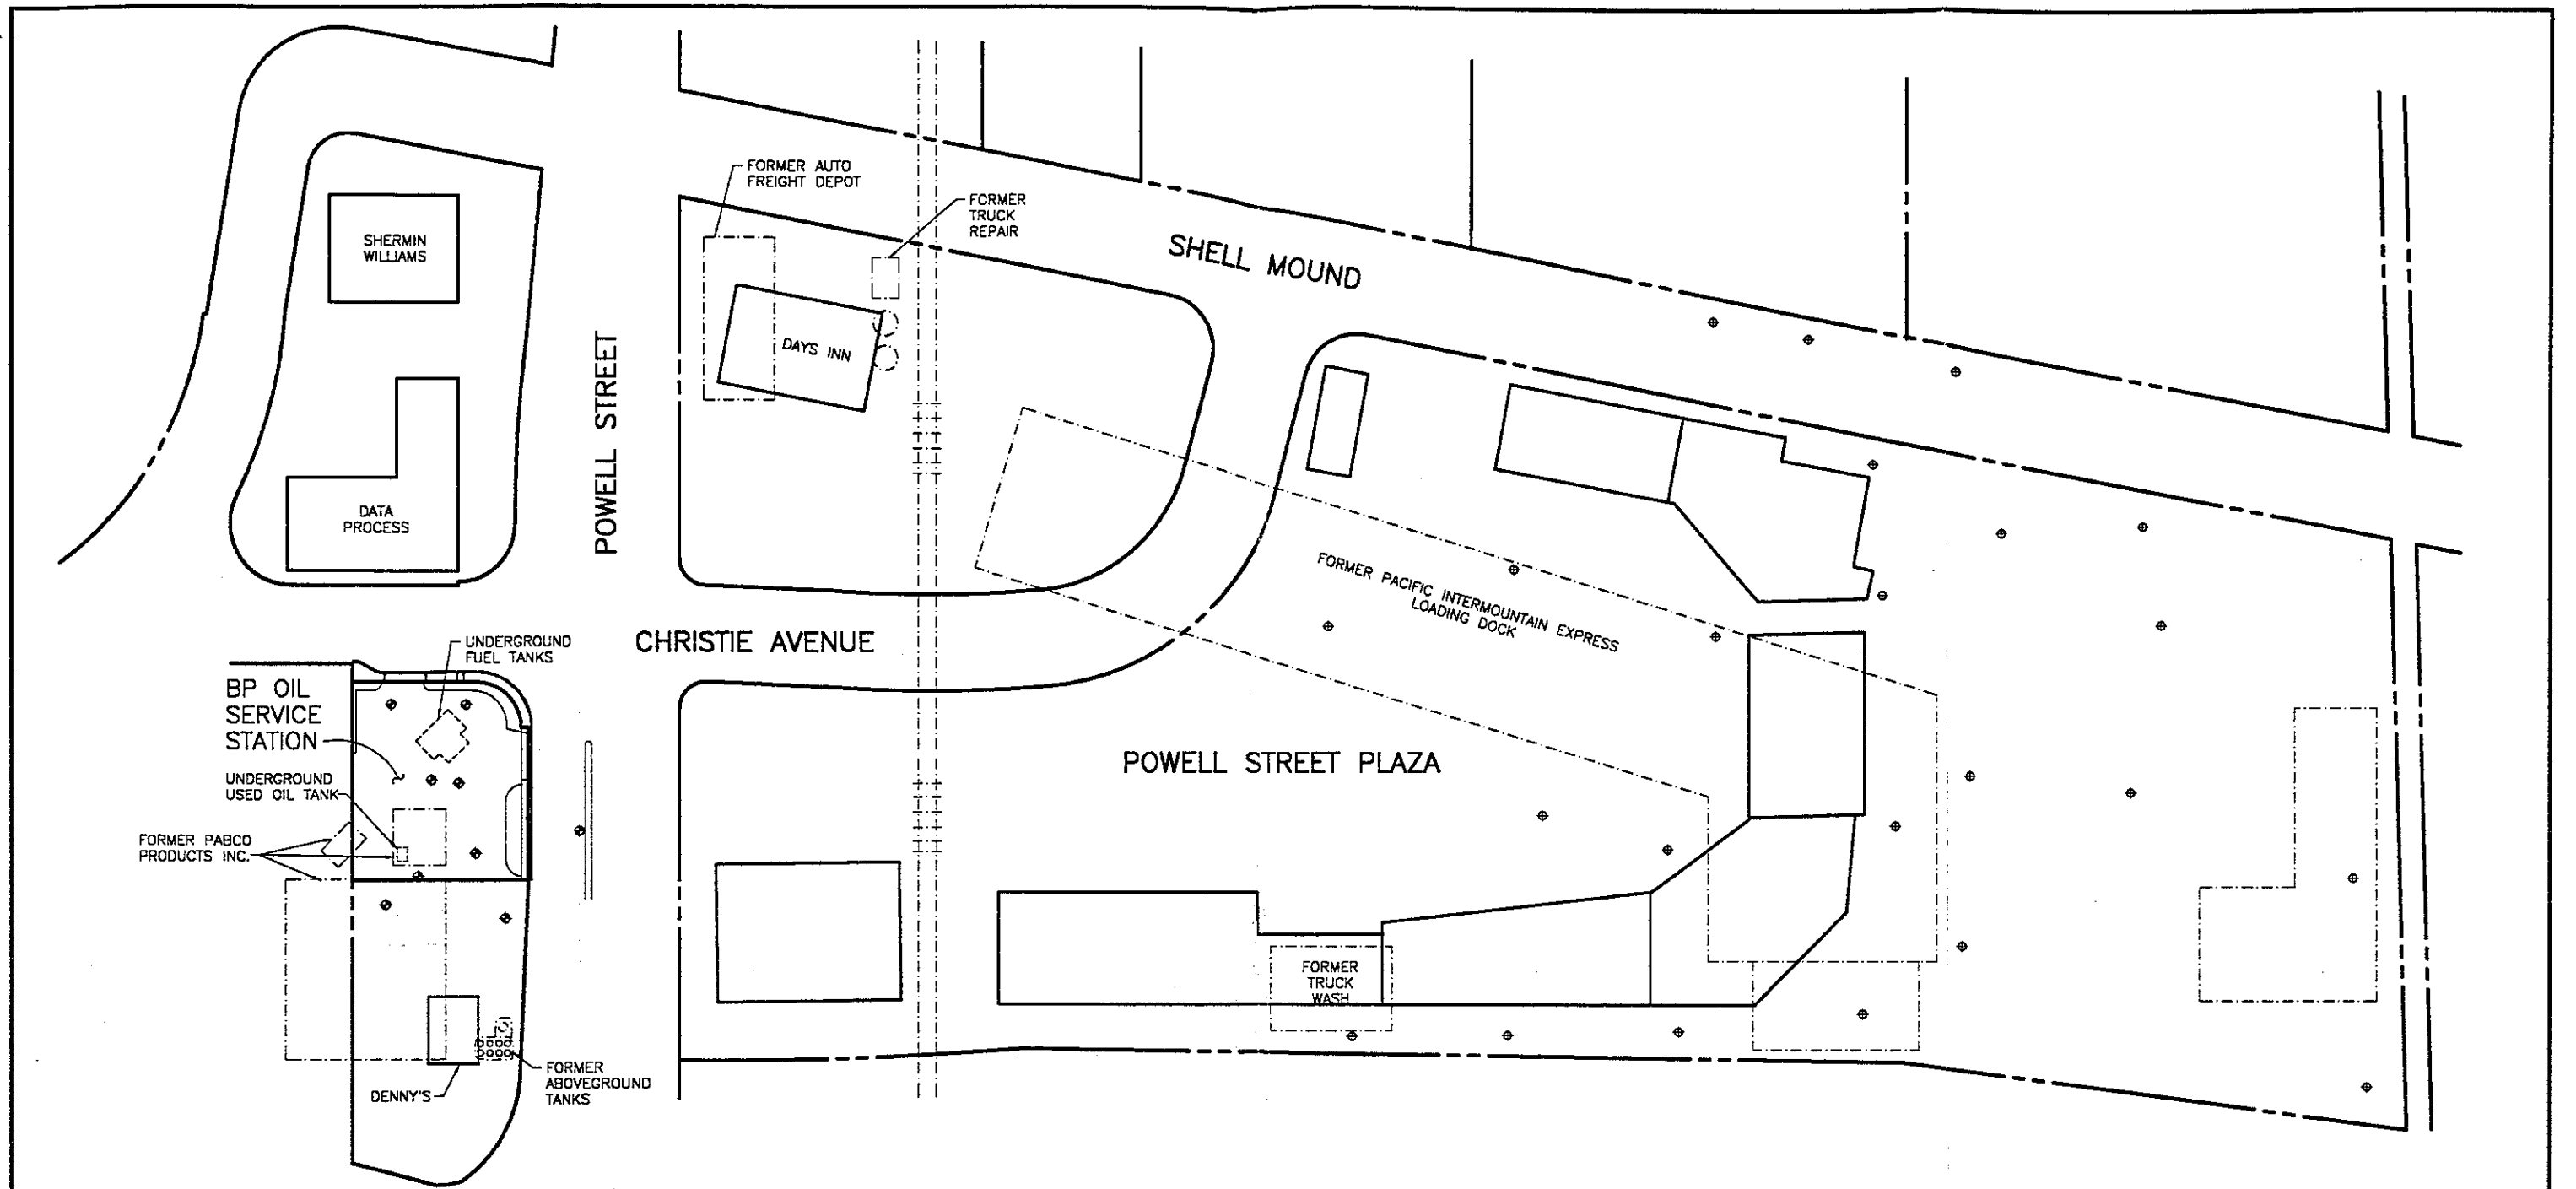 FORMER AUTO
FREIGHT DEPOT
FORMER
TRUCK
REPAIR
SHERMIN
WILLIAMS
SHELL MOUND
DAYS INN
POWELL STREET
DATA
PROCESS
FORMER PACIFIC INTERMOUNTAIN EXPRESS
LOADING DOCK
CHRISTIE AVENUE
UNDERGROUND
FUEL TANKS
BP OIL
SERVICE
STATION
POWELL STREET PLAZA
UNDERGROUND
USED OIL TANK
FORMER PABCO
PRODUCTS INC.
FORMER
TRUCK
WASH
FORMER
ABOVEGROUND
TANKS
DENNY'S